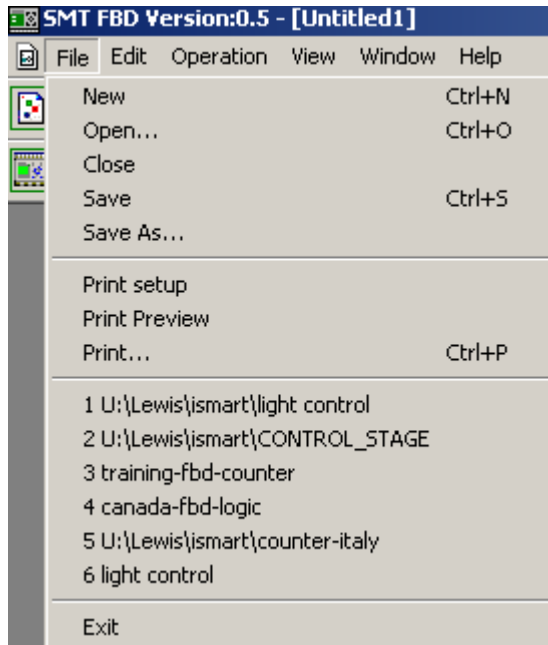 SMT FBD Version:0.5 - [Untitled1]
File Edit Operation View Window Help
New Ctrl+N
Open... Ctrl+O
Close
Save Ctrl+S
Save As...
Print setup
Print Preview
Print... Ctrl+P
1 U:\Lewis\ismart\light control
2 U:\Lewis\ismart\CONTROL_STAGE
3 training-fbd-counter
4 canada-fbd-logic
5 U:\Lewis\ismart\counter-italy
6 light control
Exit